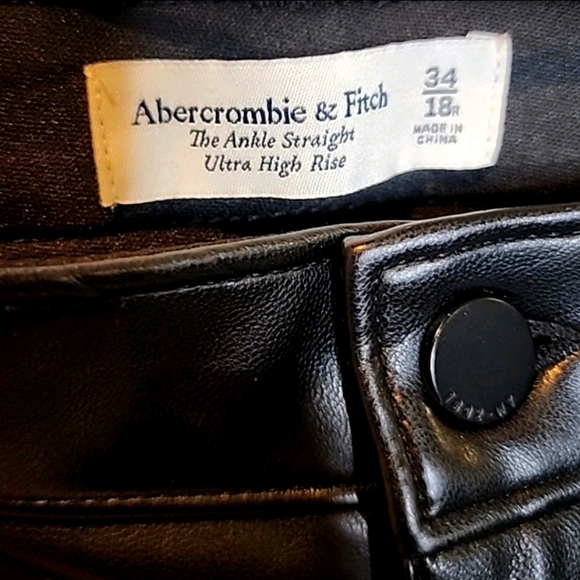 Abercrombie & Fitch
The Ankle Straight
Ultra High Rise
34
18R
MADE IN
CHINA